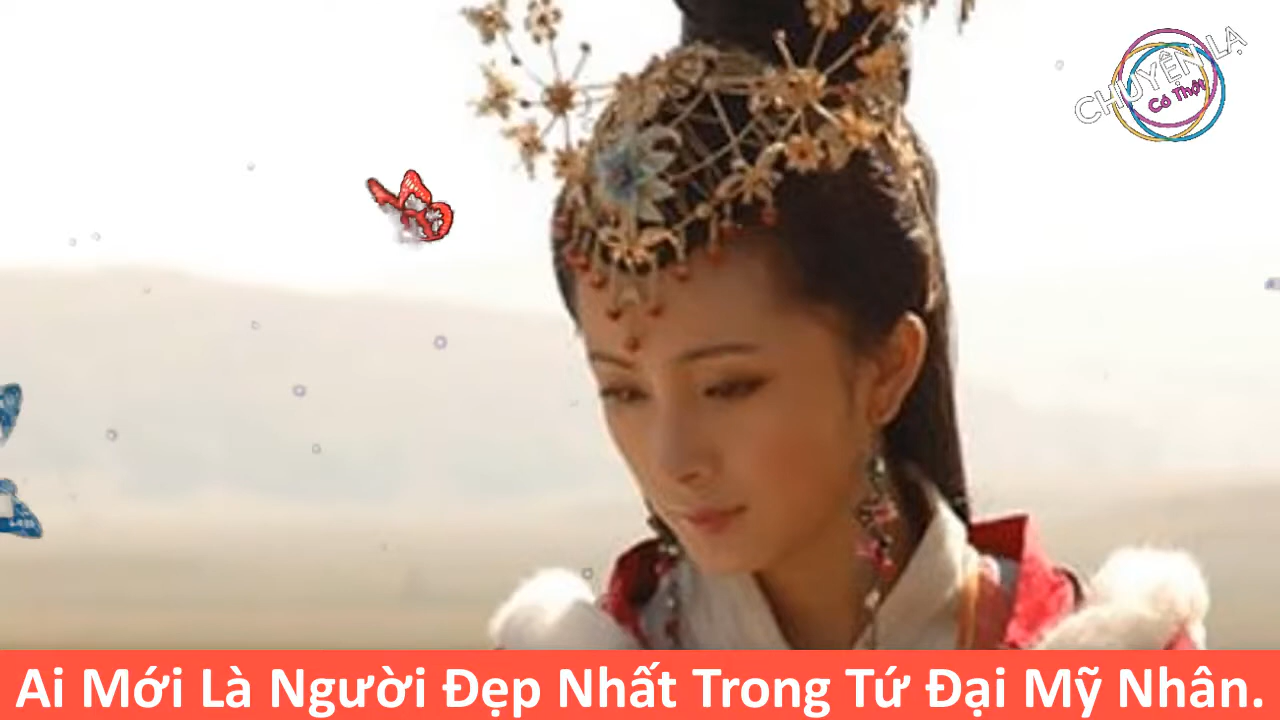 CHUYỆN LẠ
Có Thật
Ai Mới Là Người Đẹp Nhất Trong Tứ Đại Mỹ Nhân.